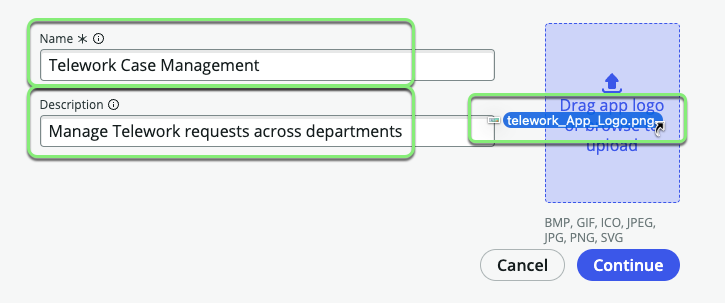 Name *
Telework Case Management
Description
Manage Telework requests across departments
Drag app logo
or browse to
upload
telework_App_Logo.png
BMP, GIF, ICO, JPEG,
JPG, PNG, SVG
Cancel
Continue